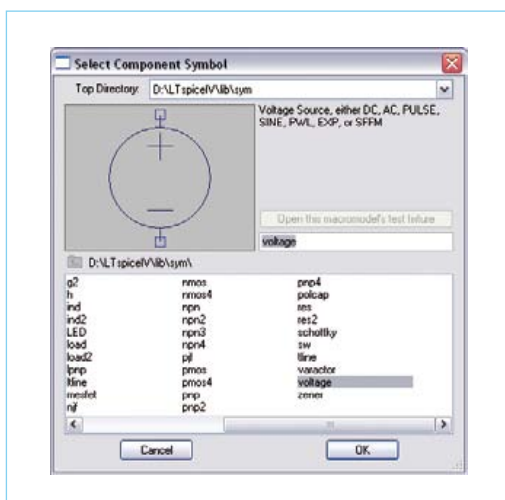 Select Component Symbol
Top Directory: D:\LTspiceIV\lib\sym
Voltage Source, either DC, AC, PULSE,
SINE, PWL, EXP, or SFFM
Open this macromodel's test fixture
voltage
D:\LTspiceIV\lib\sym\
g2
h
ind
ind2
LED
load
load2
lpnp
ltline
mesfet
njf
nmos
nmos4
npn
npn2
npn3
npn4
pjf
pmos
pmos4
pnp
pnp2
pnp4
polcap
res
res2
schottky
sw
tline
varactor
voltage
zener
Cancel
OK